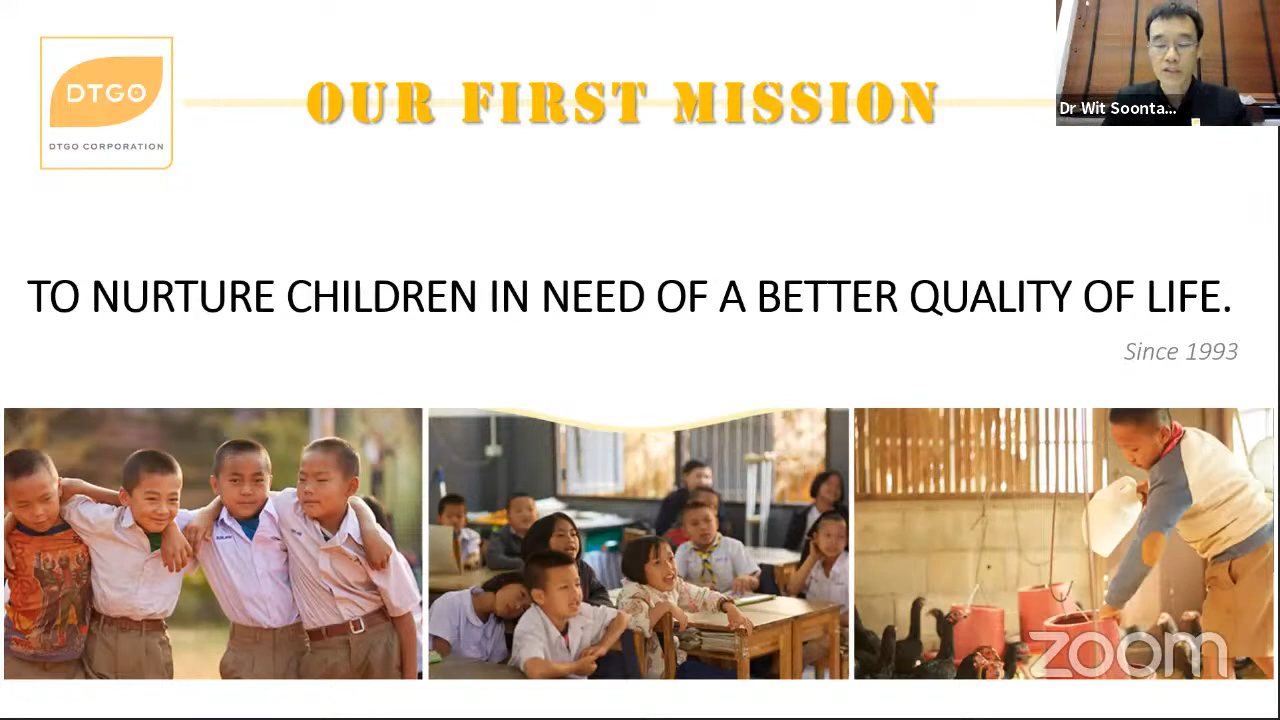 DTGO
DTGO CORPORATION
OUR FIRST MISSION
Dr Wit Soonta...
TO NURTURE CHILDREN IN NEED OF A BETTER QUALITY OF LIFE.
Since 1993
zoom